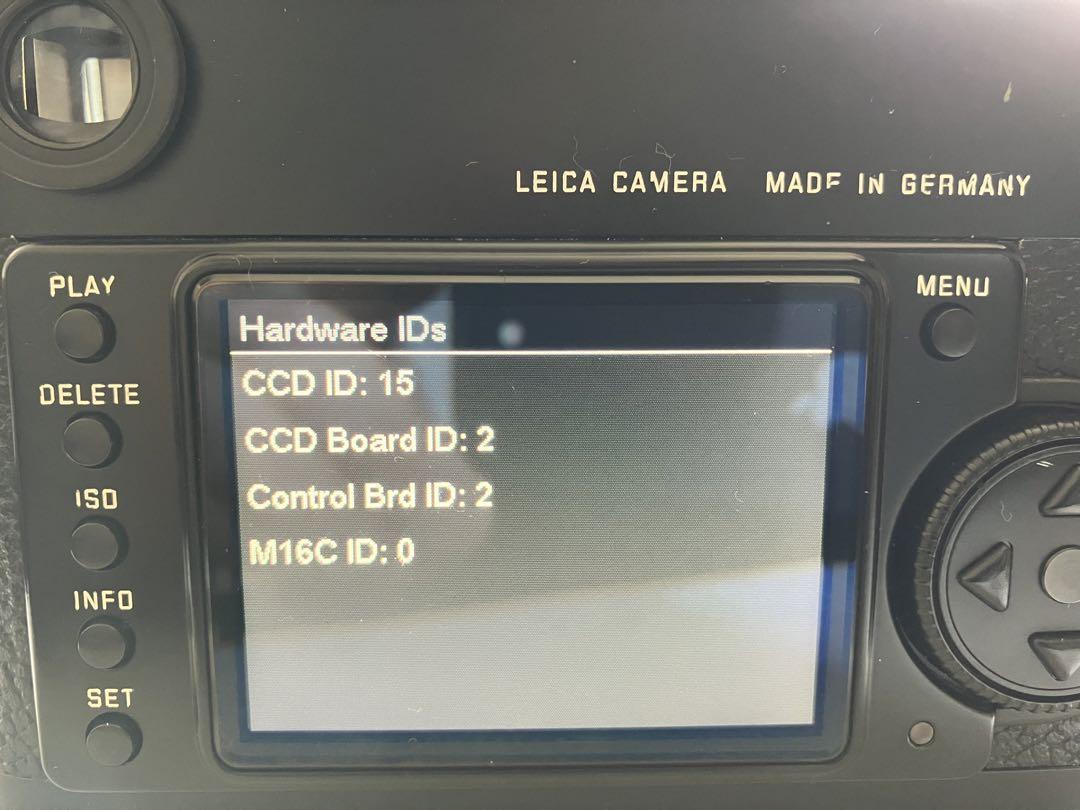 LEICA CAMERA MADE IN GERMANY
PLAY
MENU
DELETE
ISO
INFO
SET
Hardware IDs
CCD ID: 15
CCD Board ID: 2
Control Brd ID: 2
M16C ID: 0